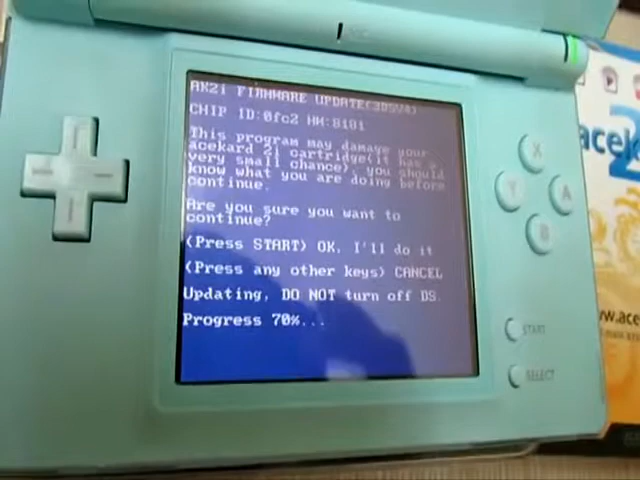 AK2i FIRMWARE UPDATE(3DSV4)
CHIP ID:0fc2 HW:8181
This program may damage your
acekard 2i cartridge(it has a
very small chance), you should
know what you are doing before
continue.
Are you sure you want to
continue?
(Press START) OK, I'll do it
(Press any other keys) CANCEL
Updating, DO NOT turn off DS.
Progress 70%...
X
Y
A
B
START
SELECT
acek
2
w.ace